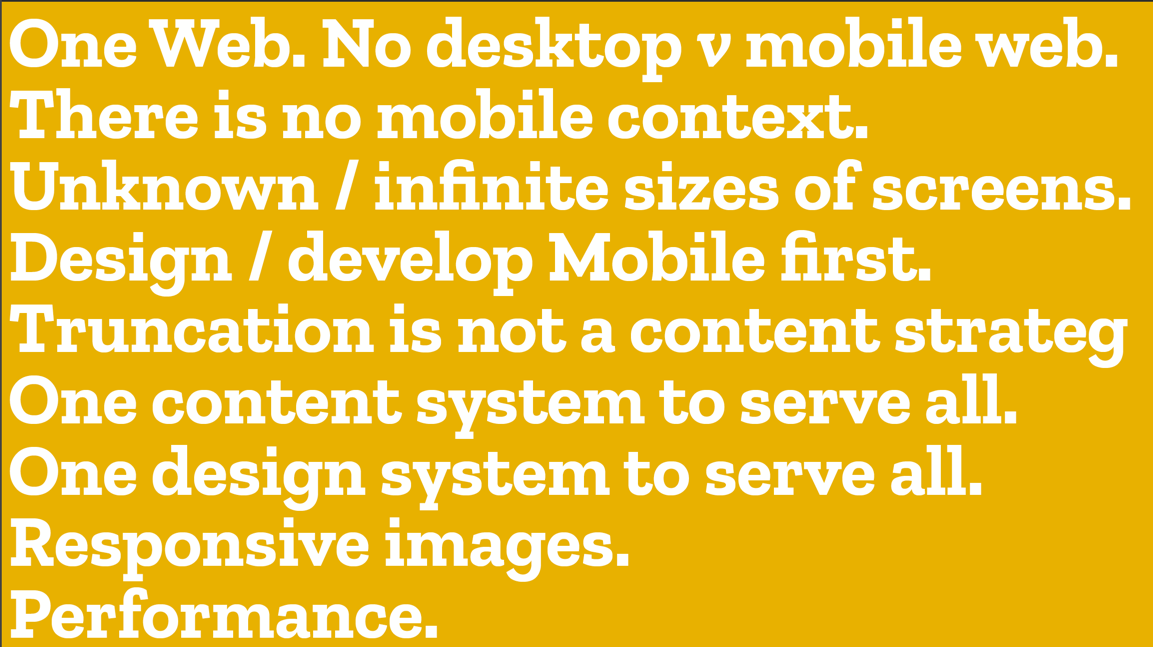 One Web. No desktop v mobile web.
There is no mobile context.
Unknown / infinite sizes of screens.
Design / develop Mobile first.
Truncation is not a content strateg
One content system to serve all.
One design system to serve all.
Responsive images.
Performance.